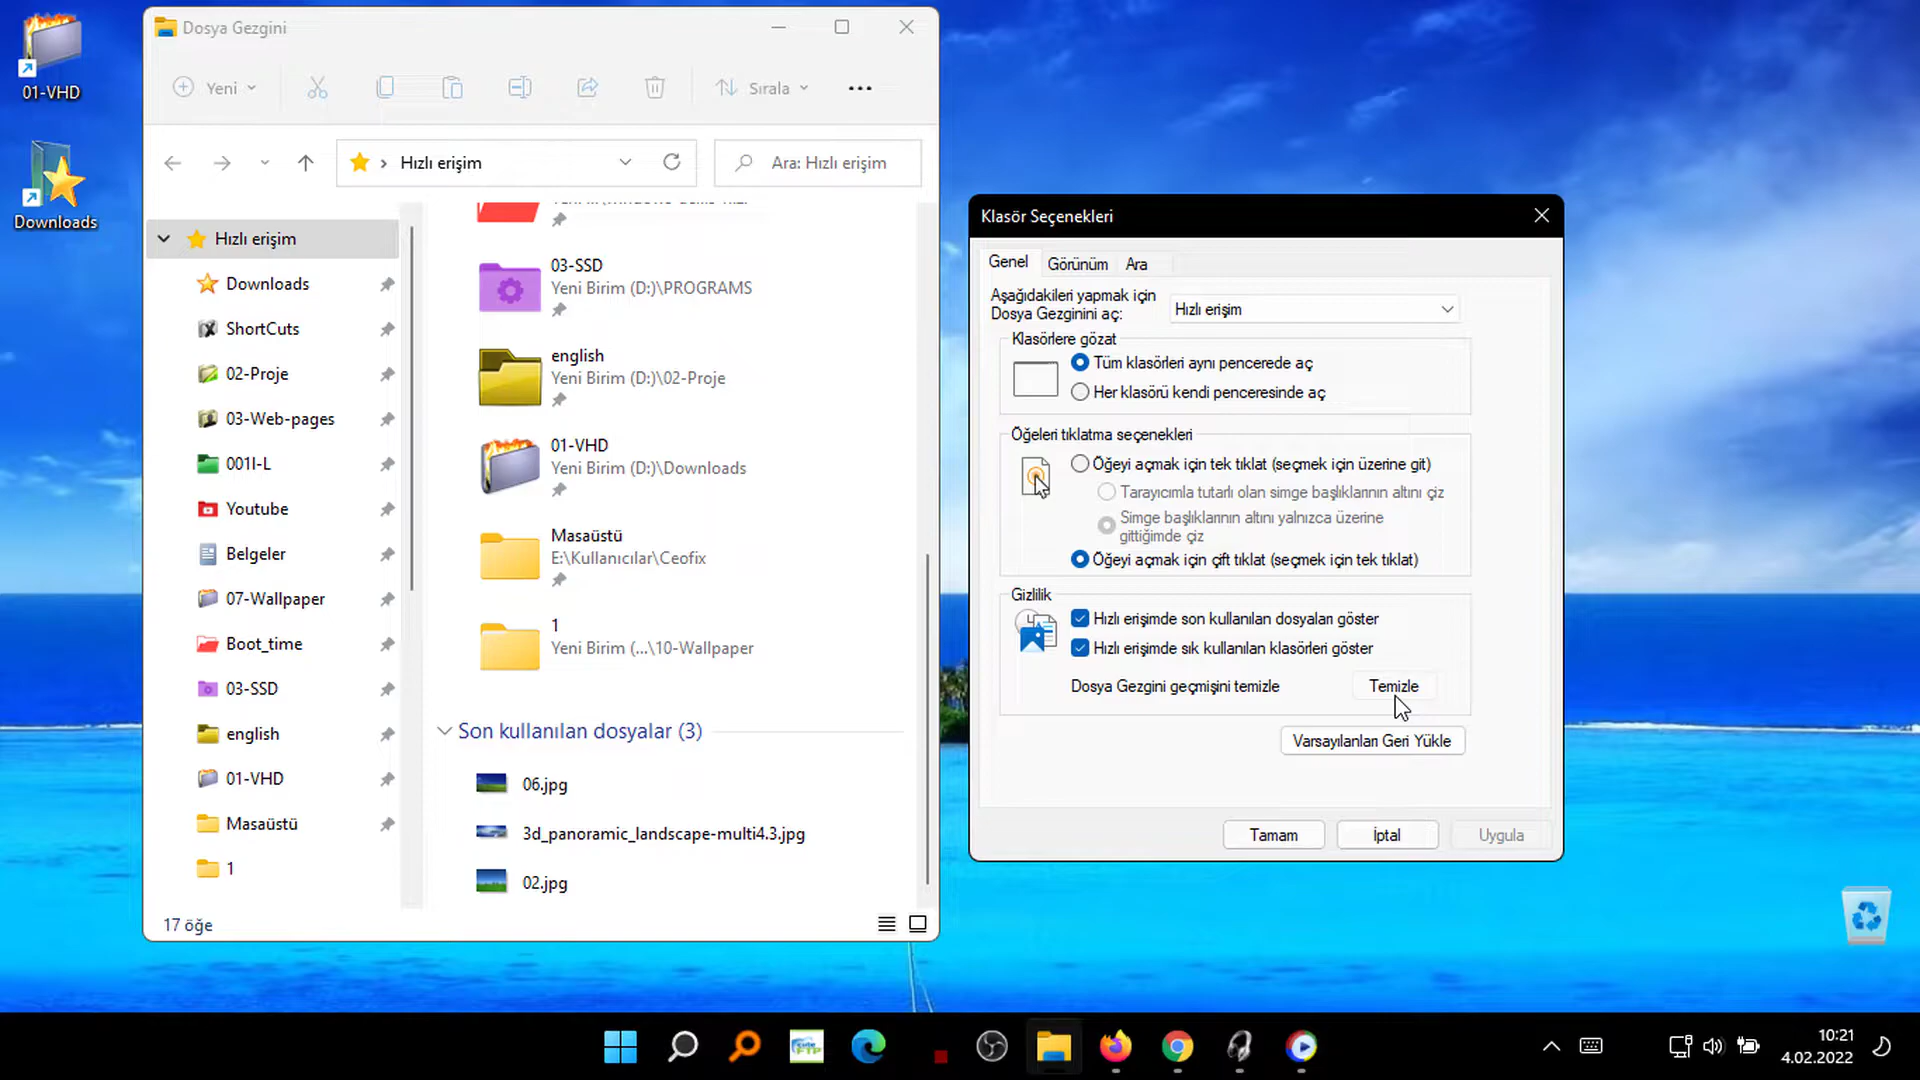 01-VHD
Downloads
Dosya Gezgini
Yeni
Sırala
Hızlı erişim
Ara: Hızlı erişim
Hızlı erişim
Downloads
ShortCuts
02-Proje
03-Web-pages
001I-L
Youtube
Belgeler
07-Wallpaper
Boot_time
03-SSD
english
01-VHD
Masaüstü
1
03-SSD
Yeni Birim (D:)\PROGRAMS
english
Yeni Birim (D:)\02-Proje
01-VHD
Yeni Birim (D:)\Downloads
Masaüstü
E:\Kullanıcılar\Ceofix
1
Yeni Birim (...\10-Wallpaper
Son kullanılan dosyalar (3)
06.jpg
3d_panoramic_landscape-multi4.3.jpg
02.jpg
17 öğe
Klasör Seçenekleri
Genel
Görünüm
Ara
Aşağıdakileri yapmak için
Dosya Gezginini aç:
Hızlı erişim
Klasörlere gözat
Tüm klasörleri aynı pencerede aç
Her klasörü kendi penceresinde aç
Öğeleri tıklatma seçenekleri
Öğeyi açmak için tek tıklat (seçmek için üzerine git)
Tarayıcımla tutarlı olan simge başlıklarının altını çiz
Simge başlıklarının altını yalnızca üzerine
gittiğimde çiz
Öğeyi açmak için çift tıklat (seçmek için tek tıklat)
Gizlilik
Hızlı erişimde son kullanılan dosyaları göster
Hızlı erişimde sık kullanılan klasörleri göster
Dosya Gezgini geçmişini temizle
Temizle
Varsayılanları Geri Yükle
Tamam
İptal
Uygula
cute
FTP
10:21
4.02.2022